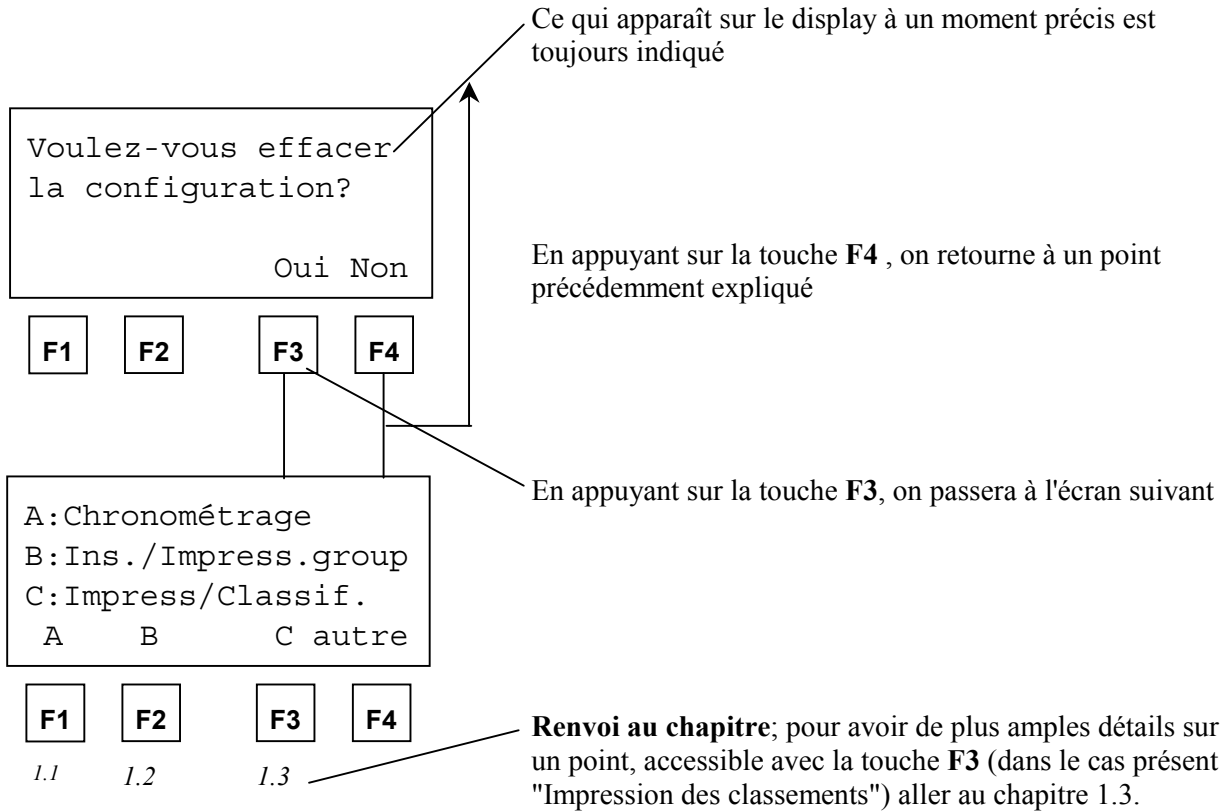 Ce qui apparaît sur le display à un moment précis est
toujours indiqué
Voulez-vous effacer
la configuration?
Oui Non
F1 F2 F3 F4
En appuyant sur la touche F4 , on retourne à un point
précédemment expliqué
En appuyant sur la touche F3, on passera à l'écran suivant
A:Chronométrage
B:Ins./Impress.group
C:Impress/Classif.
A B C autre
F1 F2 F3 F4
1.1 1.2 1.3
Renvoi au chapitre; pour avoir de plus amples détails sur
un point, accessible avec la touche F3 (dans le cas présent
"Impression des classements") aller au chapitre 1.3.